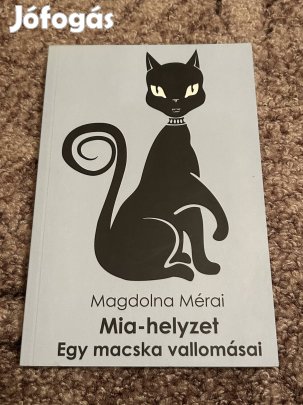 Jófogás
Magdolna Mérai
Mia-helyzet
Egy macska vallomásai